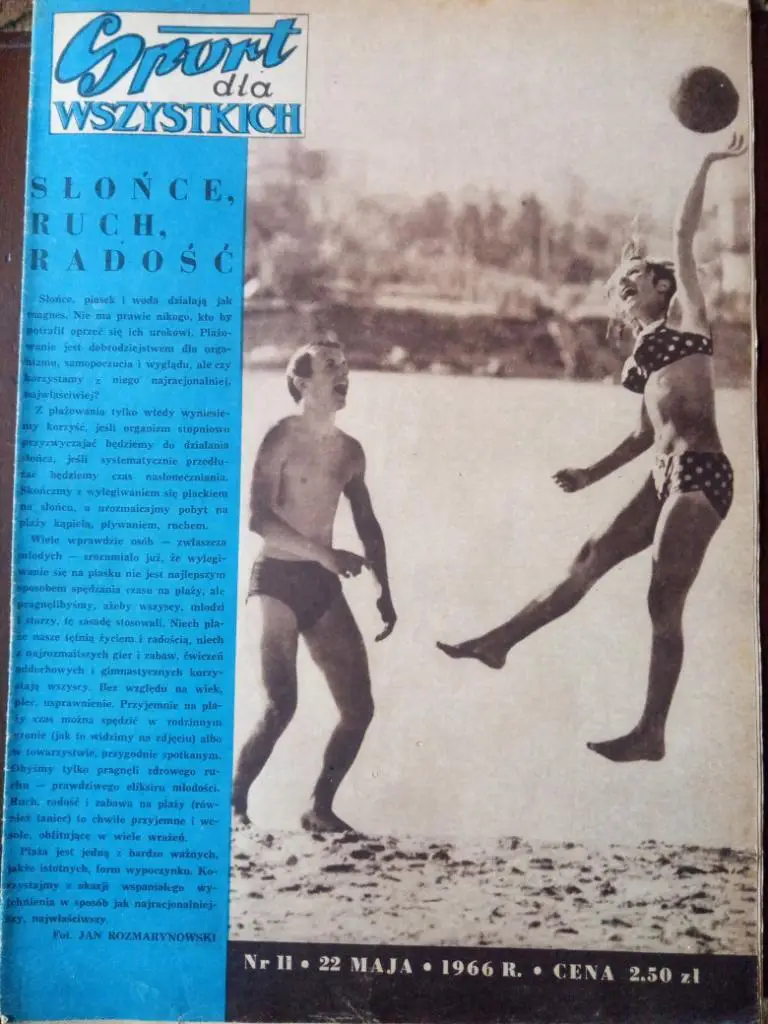 Sport
dla
WSZYSTKICH
SŁOŃCE,
RUCH,
RADOŚĆ
Słońce, piasek i woda działają jak
magnes. Nie ma prawie nikogo, kto by
potrafił oprzeć się ich urokowi. Plażo-
wanie jest dobrodziejstwem dla orga-
nizmu, samopoczucia i wyglądu, ale czy
korzystamy z niego najracjonalniej,
najwłaściwiej?
Z plażowania tylko wtedy wyniesie-
my korzyść, jeśli organizm stopniowo
przyzwyczajać będziemy do działania
słońca, jeśli systematycznie przedłu-
żać będziemy czas nasłoneczniania.
Skończmy z wylegiwaniem się plackiem
na słońcu, a urozmaicajmy pobyt na
plaży kąpielą, pływaniem, ruchem.
Wiele wprawdzie osób — zwłaszcza
młodych — zrozumiało już, że wylegi-
wanie się na piasku nie jest najlepszym
sposobem spędzania czasu na plaży, ale
pragnęlibyśmy, ażeby wszyscy, młodzi
i starzy, tę zasadę stosowali. Niech pla-
że nasze tętnią życiem i radością, niech
z najrozmaitszych gier i zabaw, ćwiczeń
oddechowych i gimnastycznych korzy-
stają wszyscy. Bez względu na wiek,
płeć, usprawnienie. Przyjemnie na pla-
ży czas można spędzić w rodzinnym
gronie (jak to widzimy na zdjęciu) albo
w towarzystwie, przygodnie spotkanym.
Obyśmy tylko pragnęli zdrowego ru-
chu — prawdziwego eliksiru młodości.
Ruch, radość i zabawa na plaży (rów-
nież taniec) to chwile przyjemne i we-
sołe, obfitujące w wiele wrażeń.
Plaża jest jedną z bardzo ważnych,
jakże istotnych, form wypoczynku. Ko-
rzystajmy z okazji wspaniałego wy-
tchnienia w sposób jak najracjonalniej-
szy, najwłaściwszy.
Fot. JAN ROZMARYNOWSKI
Nr 11 • 22 MAJA • 1966 R. • CENA 2.50 zł